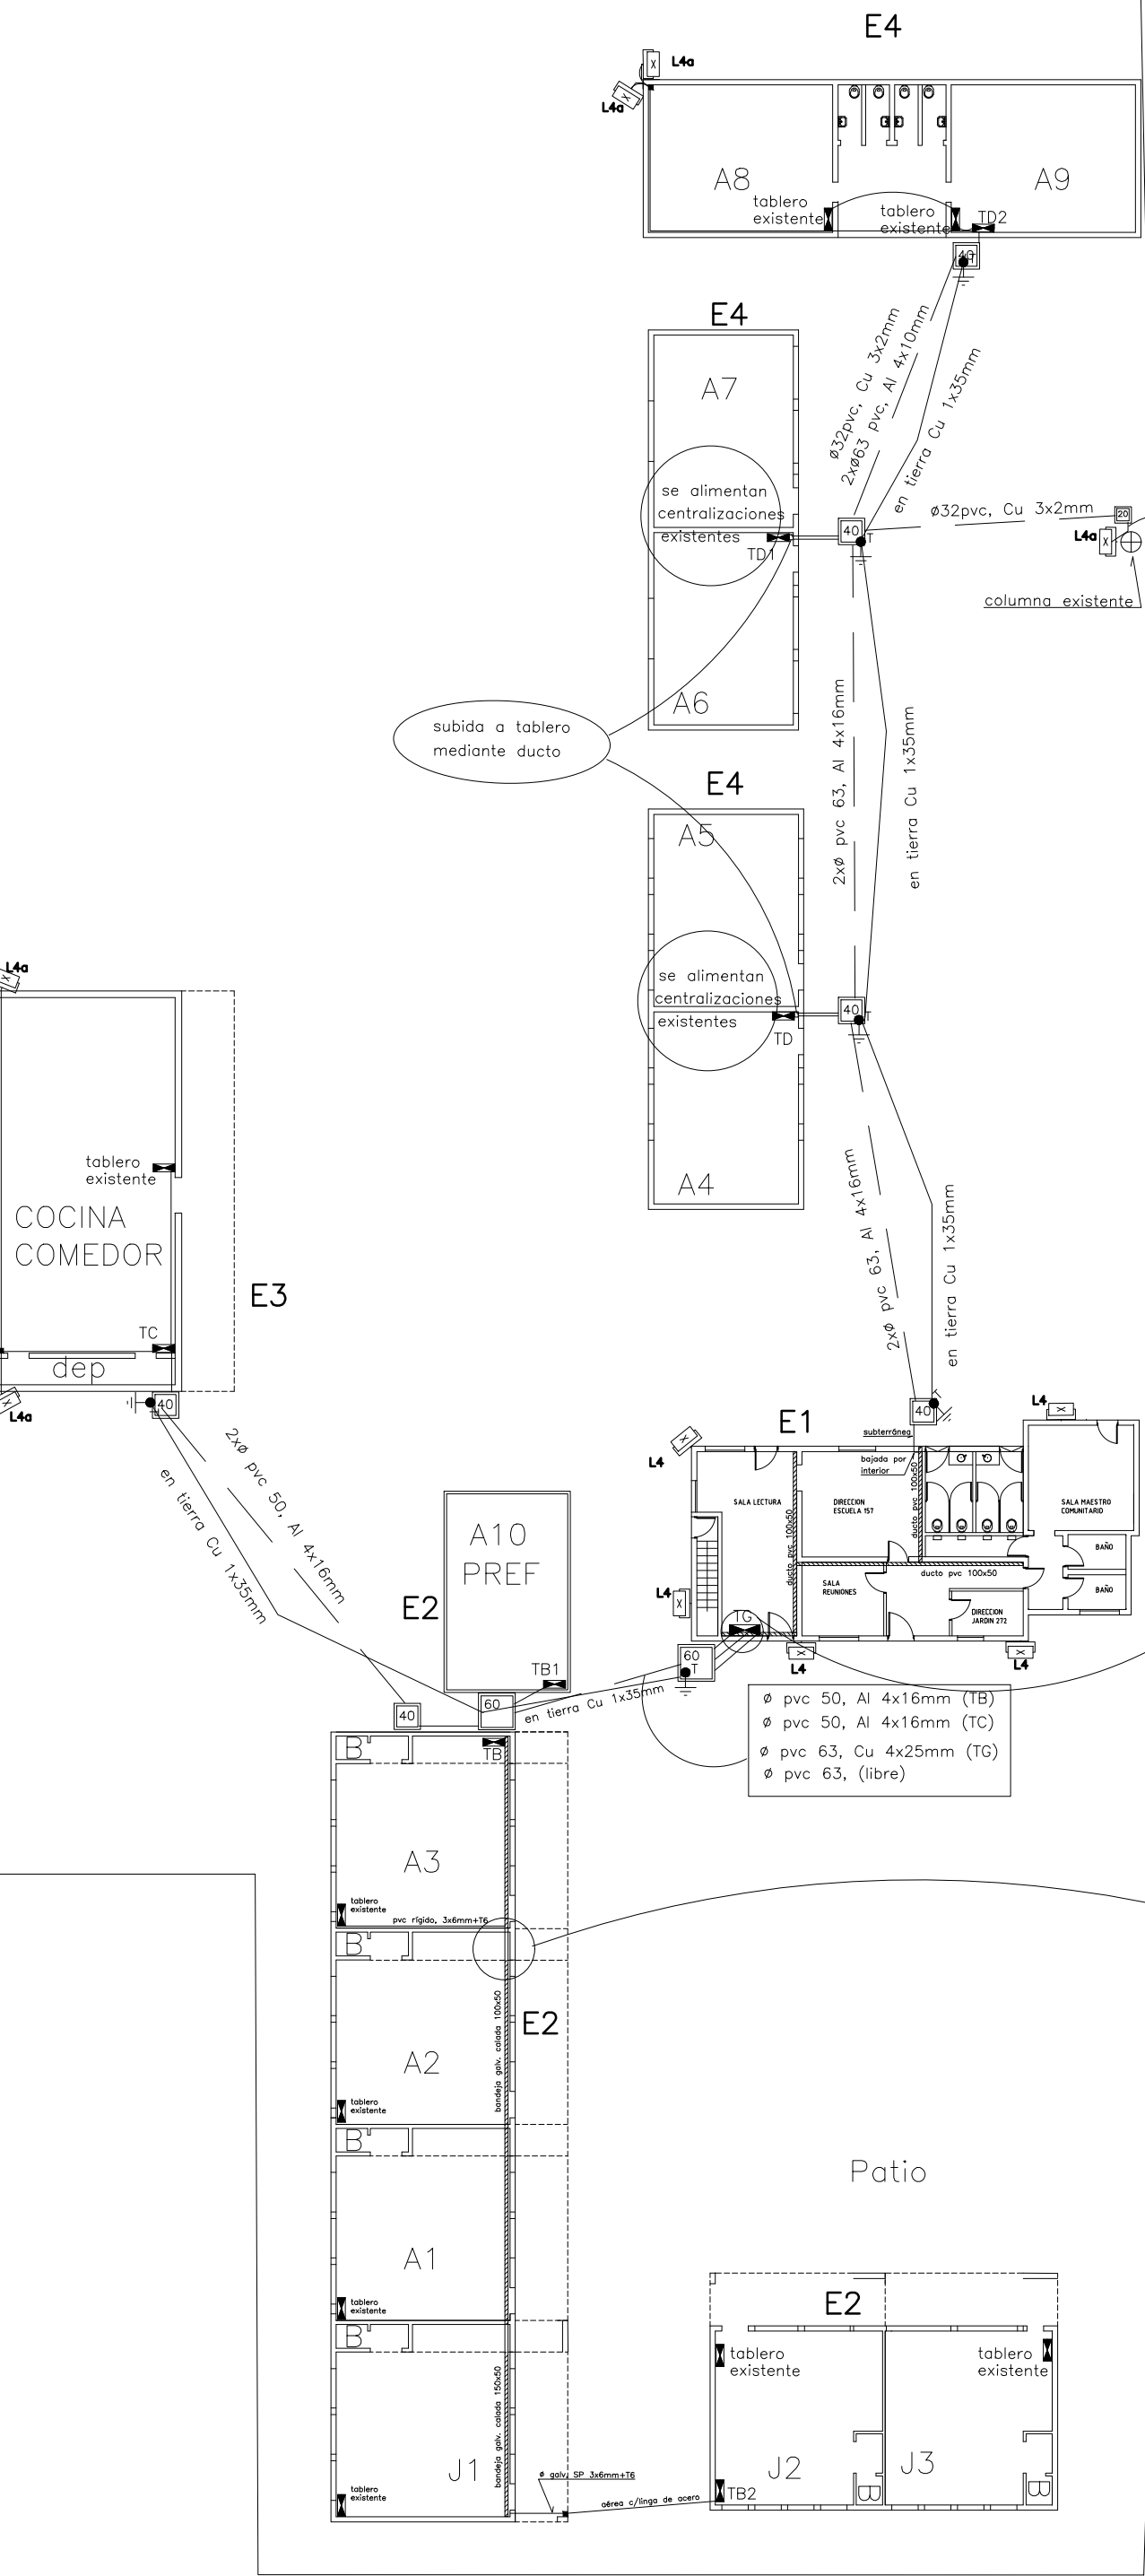 E4
L4a
L4a
A8
A9
tablero
existente
tablero
existente
TD2
40
T
E4
A7
se alimentan
centralizaciones
existentes
TD1
A6
ø32pvc, Cu 3x2mm
2xø63 pvc, Al 4x10mm
en tierra Cu 1x35mm
40
T
ø32pvc, Cu 3x2mm
20
L4a
columna existente
subida a tablero
mediante ducto
2xø pvc 63, Al 4x16mm
en tierra Cu 1x35mm
E4
A5
se alimentan
centralizaciones
existentes
TD
A4
40
T
2xø pvc 63, Al 4x16mm
en tierra Cu 1x35mm
L4a
tablero
existente
COCINA
COMEDOR
TC
dep
E3
L4a
40
2xø pvc 50, Al 4x16mm
en tierra Cu 1x35mm
40
T
E1
L4
L4
subterránea
bajada por
interior
SALA LECTURA
DIRECCION
ESCUELA 157
ducto pvc 100x50
ducto pvc 100x50
ducto pvc 100x50
SALA MAESTRO
COMUNITARIO
BAÑO
BAÑO
SALA
REUNIONES
DIRECCION
JARDIN 272
L4
TG
L4
L4
60
T
A10
PREF
E2
TB1
60
40
en tierra Cu 1x35mm
ø pvc 50, Al 4x16mm (TB)
ø pvc 50, Al 4x16mm (TC)
ø pvc 63, Cu 4x25mm (TG)
ø pvc 63, (libre)
B
TB
A3
tablero
existente
pvc rígido, 3x6mm+T6
B
bandeja galv. calada 100x50
E2
A2
tablero
existente
B
A1
tablero
existente
B
bandeja galv. calada 150x50
J1
tablero
existente
ø galv. SP 3x6mm+T6
aérea c/linga de acero
Patio
E2
tablero
existente
tablero
existente
J2
J3
TB2
B
B